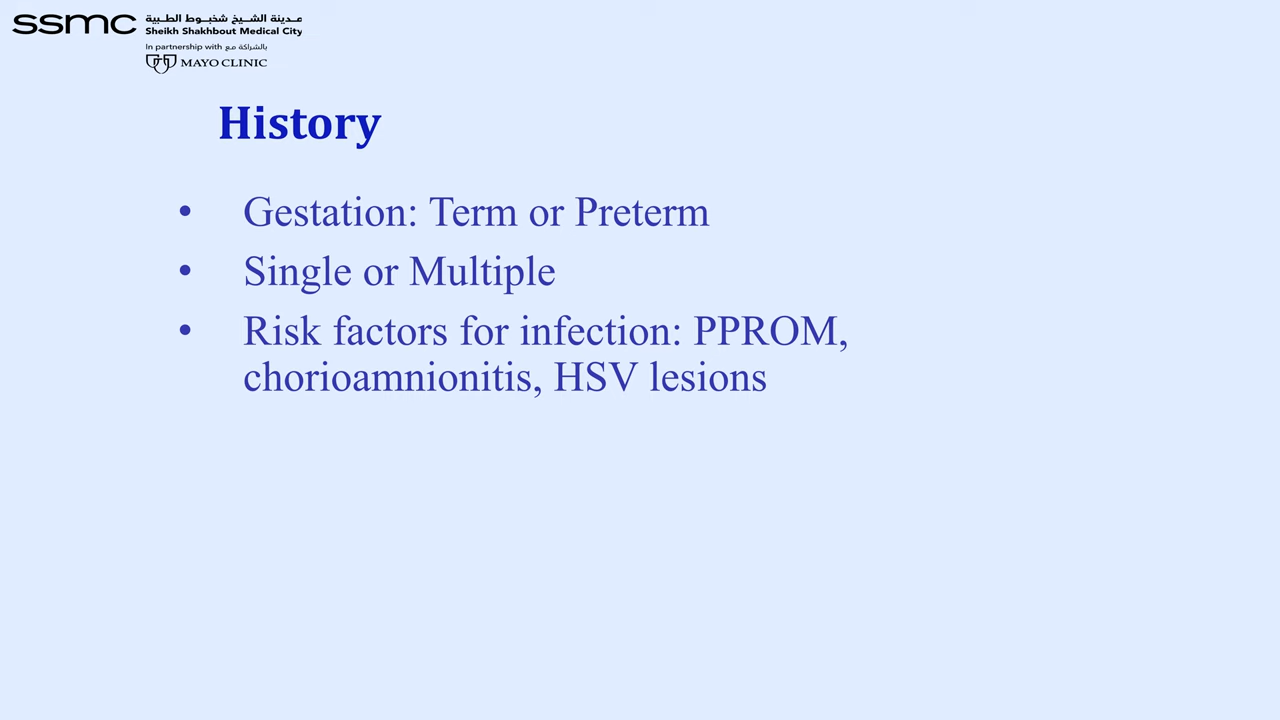 ssmc
مدينة الشيخ شخبوط الطبية
Sheikh Shakhbout Medical City
In partnership with بالشراكة مع
MAYO CLINIC
History
• Gestation: Term or Preterm
• Single or Multiple
• Risk factors for infection: PPROM,
chorioamnionitis, HSV lesions